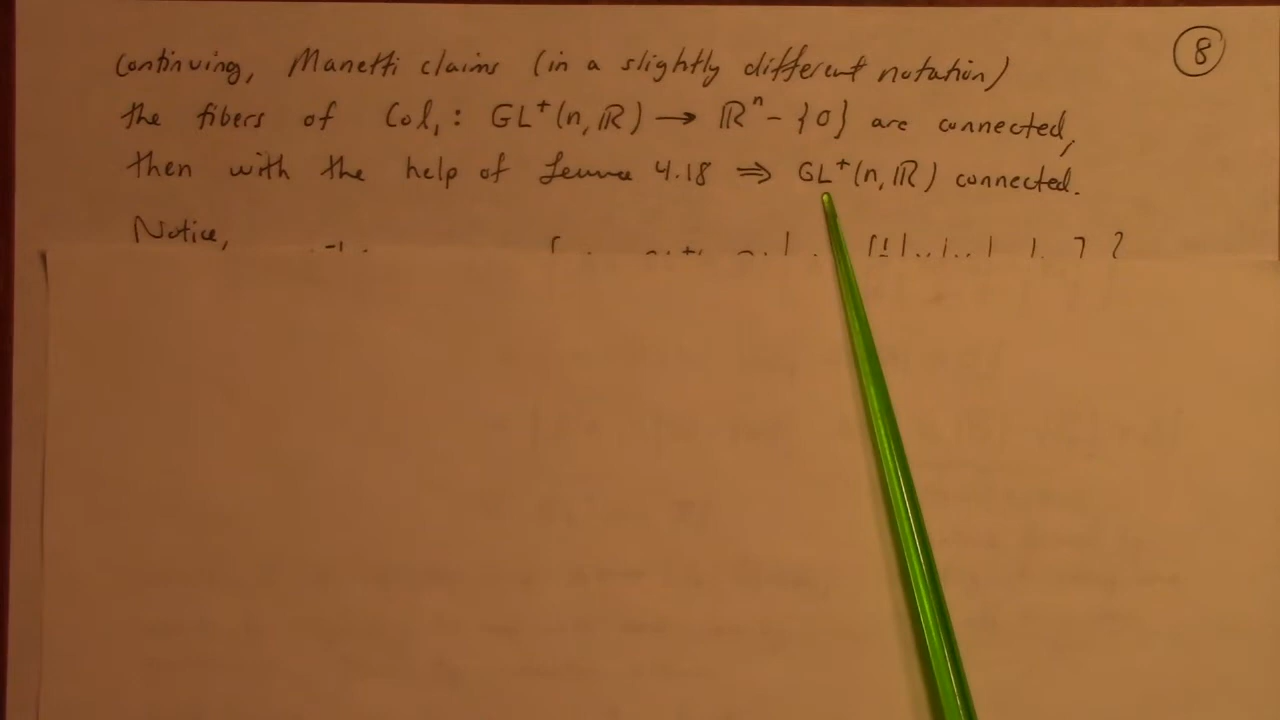 8
continuing, Manetti claims (in a slightly different notation)
the fibers of Col₁ : GL⁺(n, ℝ) → ℝⁿ - {0} are connected,
then with the help of Lemma 4.18 ⇒ GL⁺(n, ℝ) connected.
Notice,